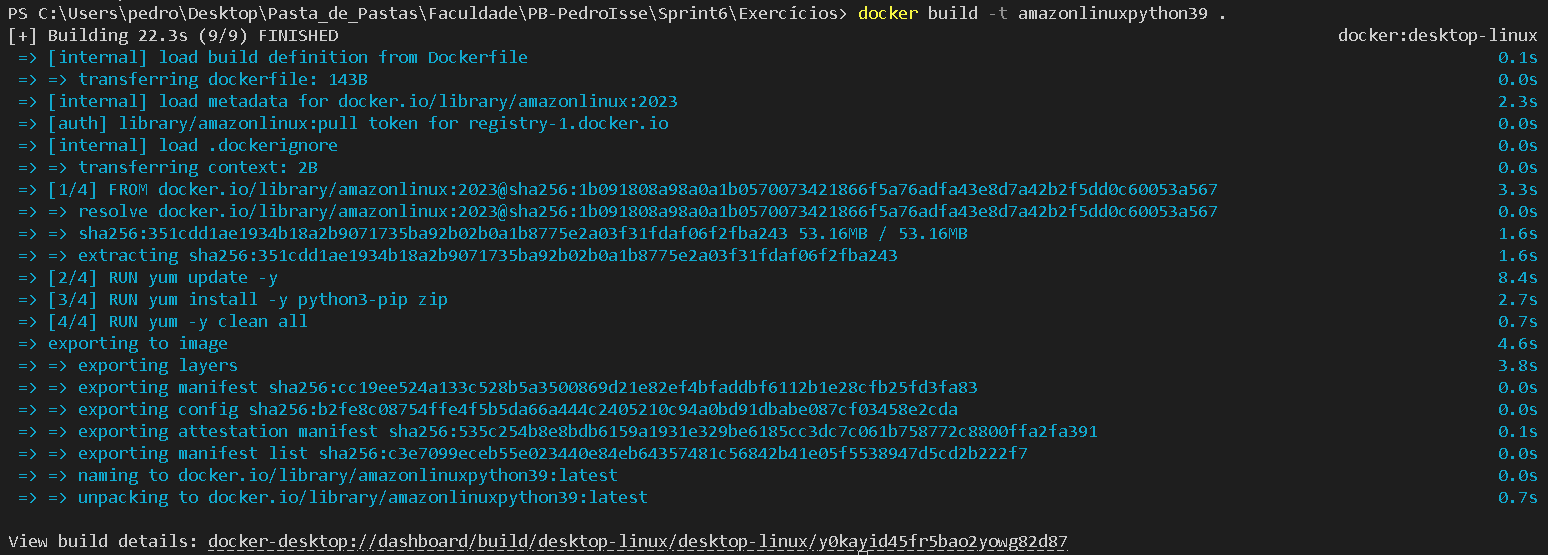 PS C:\Users\pedro\Desktop\Pasta_de_Pastas\Faculdade\PB-PedroIsse\Sprint6\Exercícios> docker build -t amazonlinuxpython39 .
[+] Building 22.3s (9/9) FINISHED docker:desktop-linux
=> [internal] load build definition from Dockerfile 0.1s
=> => transferring dockerfile: 143B 0.0s
=> [internal] load metadata for docker.io/library/amazonlinux:2023 2.3s
=> [auth] library/amazonlinux:pull token for registry-1.docker.io 0.0s
=> [internal] load .dockerignore 0.0s
=> => transferring context: 2B 0.0s
=> [1/4] FROM docker.io/library/amazonlinux:2023@sha256:1b091808a98a0a1b0570073421866f5a76adfa43e8d7a42b2f5dd0c60053a567 3.3s
=> => resolve docker.io/library/amazonlinux:2023@sha256:1b091808a98a0a1b0570073421866f5a76adfa43e8d7a42b2f5dd0c60053a567 0.0s
=> => sha256:351cdd1ae1934b18a2b9071735ba92b02b0a1b8775e2a03f31fdaf06f2fba243 53.16MB / 53.16MB 1.6s
=> => extracting sha256:351cdd1ae1934b18a2b9071735ba92b02b0a1b8775e2a03f31fdaf06f2fba243 1.6s
=> [2/4] RUN yum update -y 8.4s
=> [3/4] RUN yum install -y python3-pip zip 2.7s
=> [4/4] RUN yum -y clean all 0.7s
=> exporting to image 4.6s
=> => exporting layers 3.8s
=> => exporting manifest sha256:cc19ee524a133c528b5a3500869d21e82ef4bfaddbf6112b1e28cfb25fd3fa83 0.0s
=> => exporting config sha256:b2fe8c08754ffe4f5b5da66a444c2405210c94a0bd91dbabe087cf03458e2cda 0.0s
=> => exporting attestation manifest sha256:535c254b8e8bdb6159a1931e329be6185cc3dc7c061b758772c8800ffa2fa391 0.1s
=> => exporting manifest list sha256:c3e7099eceb55e023440e84eb64357481c56842b41e05f5538947d5cd2b222f7 0.0s
=> => naming to docker.io/library/amazonlinuxpython39:latest 0.0s
=> => unpacking to docker.io/library/amazonlinuxpython39:latest 0.7s
View build details: docker-desktop://dashboard/build/desktop-linux/desktop-linux/y0kayid45fr5bao2yowg82d87